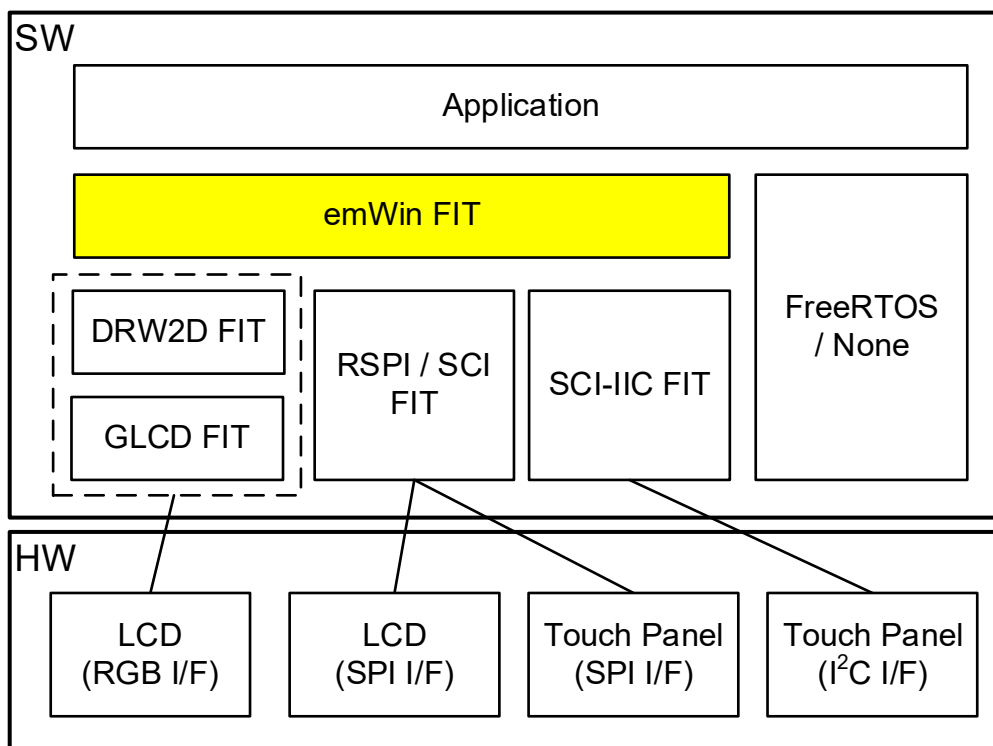 SW
Application
emWin FIT
DRW2D FIT
GLCD FIT
RSPI / SCI
FIT
SCI-IIC FIT
FreeRTOS
/ None
HW
LCD
(RGB I/F)
LCD
(SPI I/F)
Touch Panel
(SPI I/F)
Touch Panel
(I²C I/F)